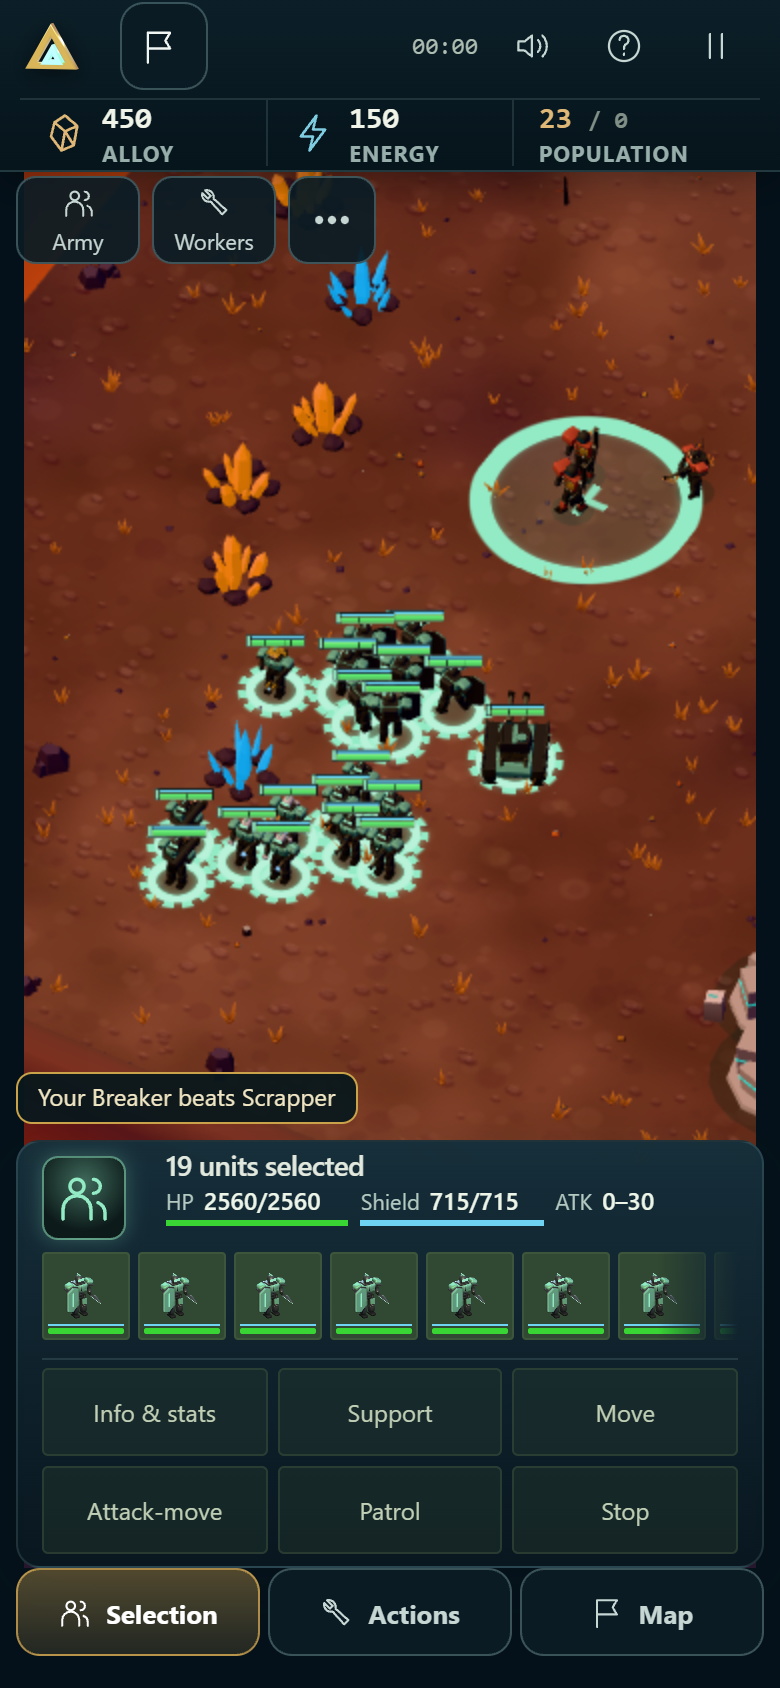 00:00
450
ALLOY
150
ENERGY
23 / 0
POPULATION
Army
Workers
Your Breaker beats Scrapper
19 units selected
HP 2560/2560 Shield 715/715 ATK 0–30
Info & stats
Support
Move
Attack-move
Patrol
Stop
Selection
Actions
Map